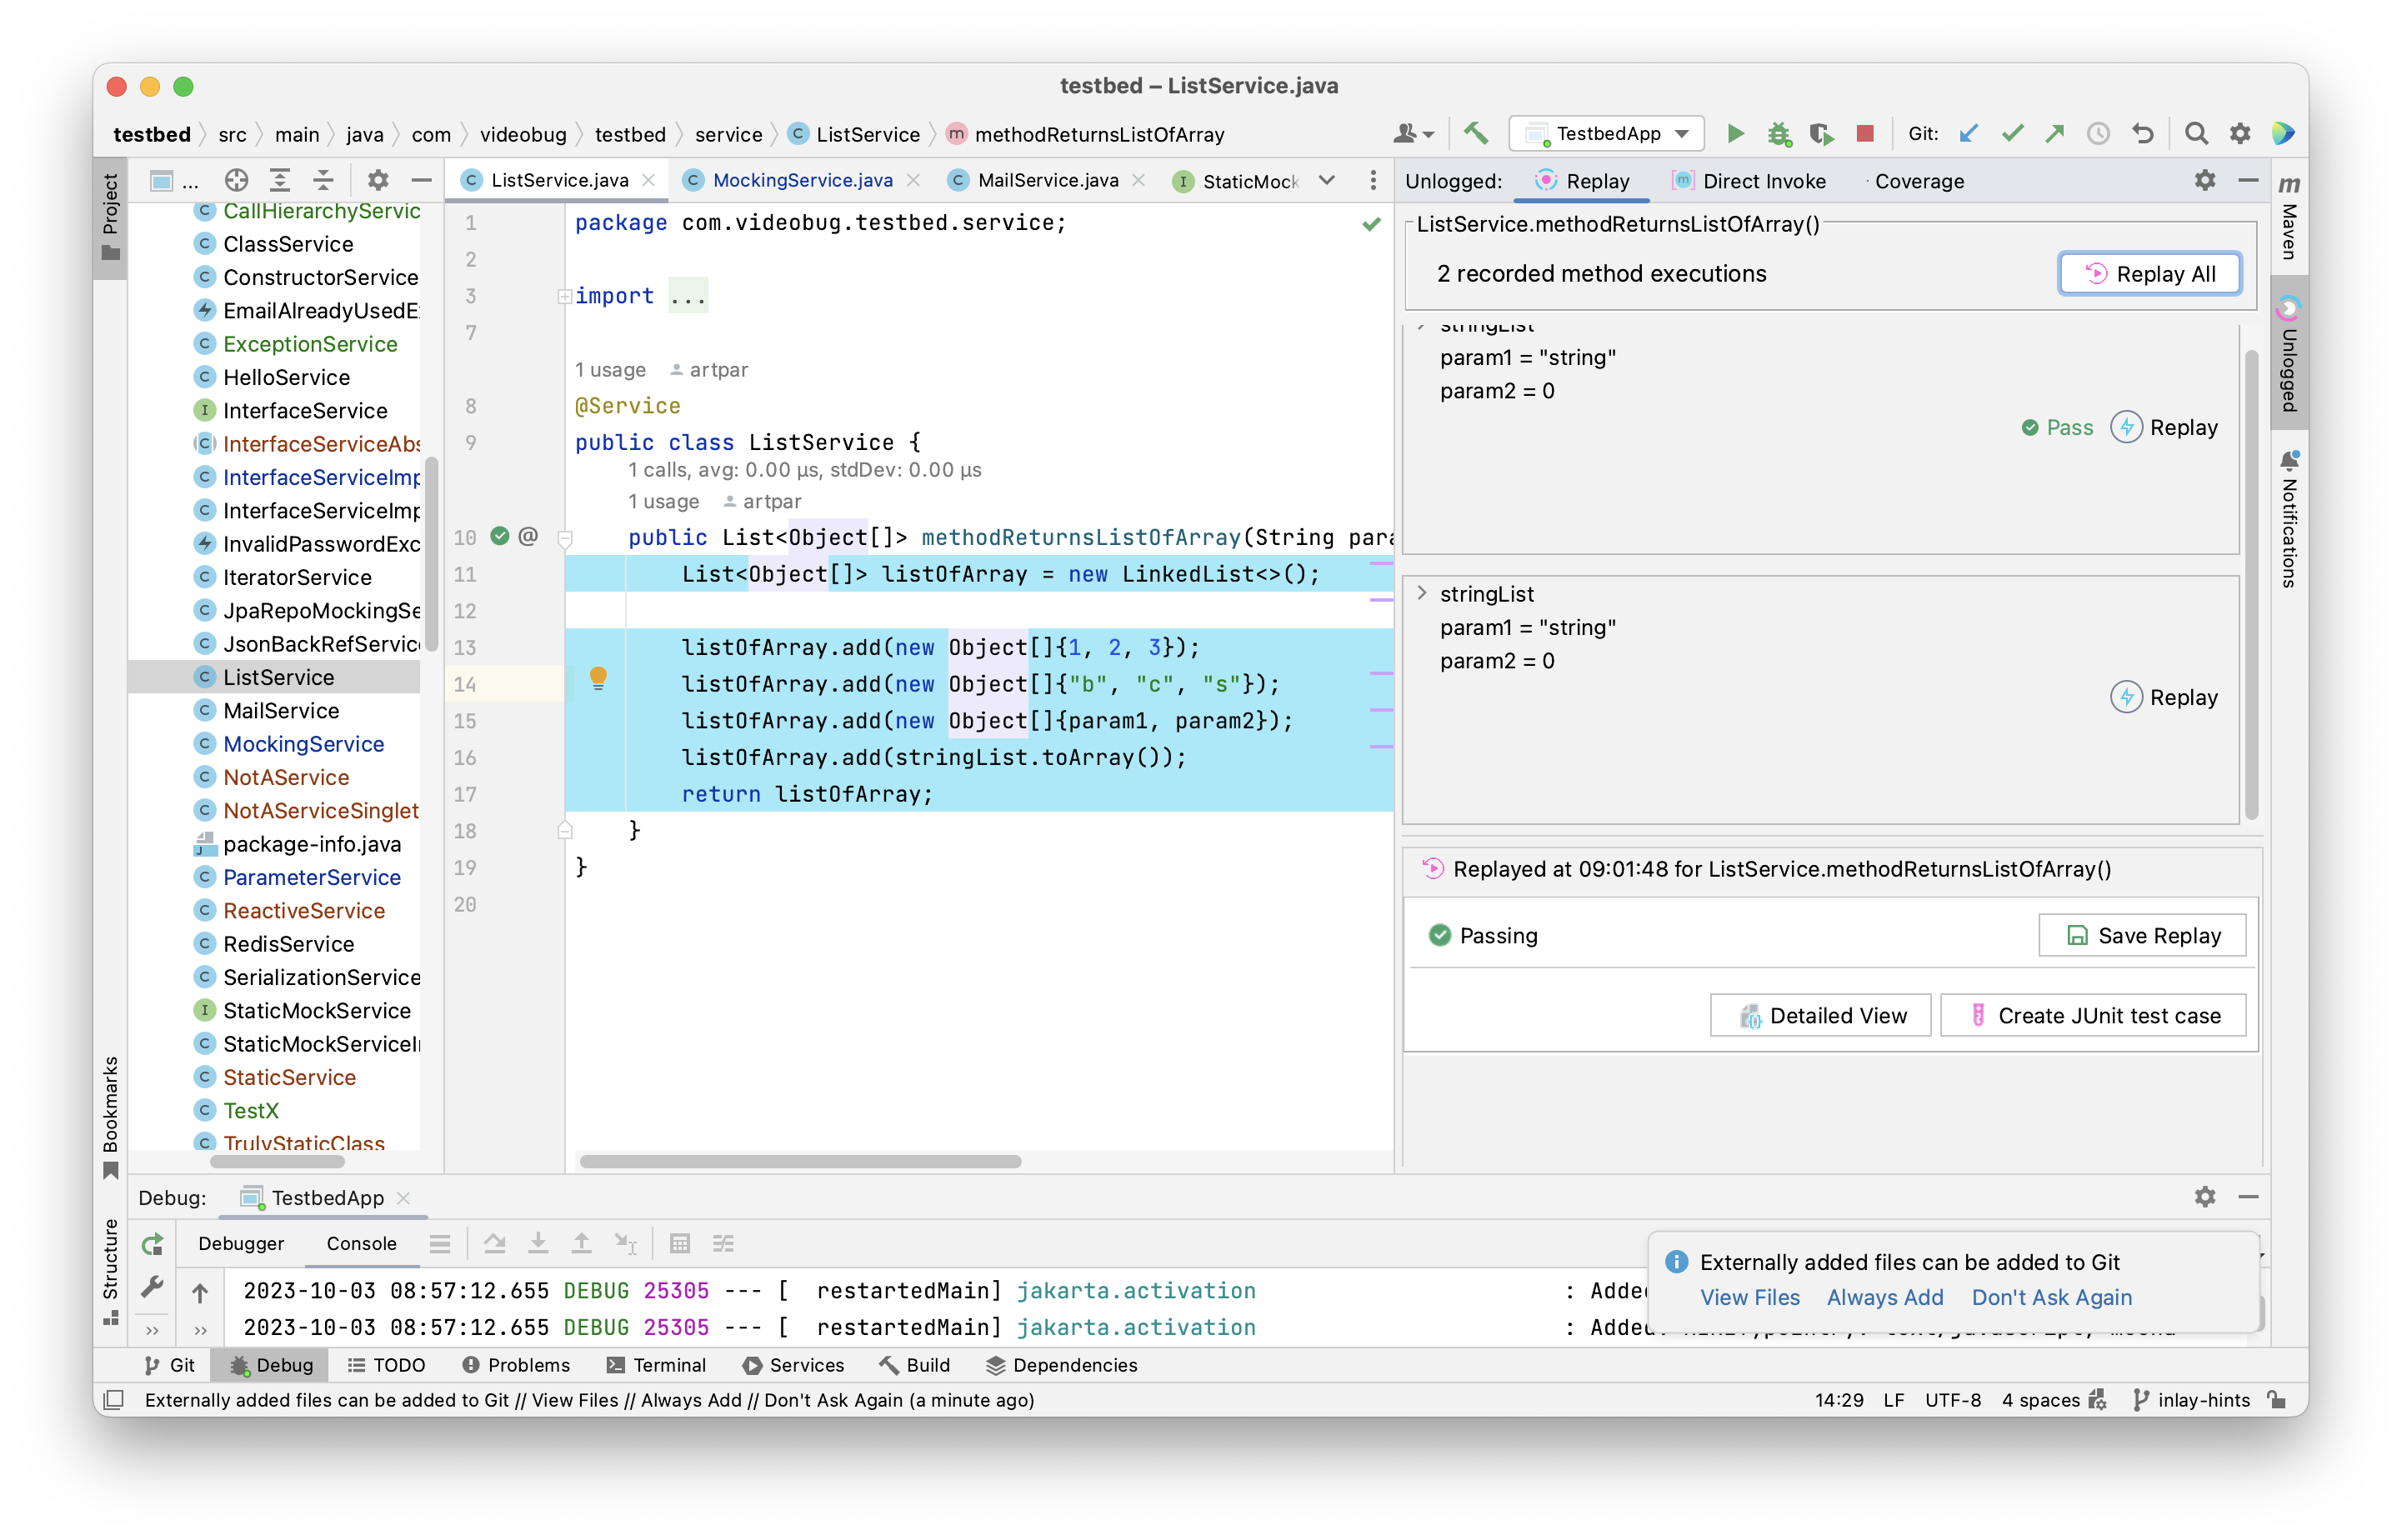 testbed – ListService.java
testbed src main java com videobug testbed service ListService methodReturnsListOfArray
TestbedApp Git:
Project
CallHierarchyServic
ClassService
ConstructorService
EmailAlreadyUsedE
ExceptionService
HelloService
InterfaceService
InterfaceServiceAbs
InterfaceServiceImp
InterfaceServiceImp
InvalidPasswordExc
IteratorService
JpaRepoMockingSe
JsonBackRefService
ListService
MailService
MockingService
NotAService
NotAServiceSinglet
package-info.java
ParameterService
ReactiveService
RedisService
SerializationService
StaticMockService
StaticMockServiceI
StaticService
TestX
TrulyStaticClass
Bookmarks
Structure
ListService.java MockingService.java MailService.java StaticMock
1 package com.videobug.testbed.service;
2
3 import ...
7
1 usage artpar
8 @Service
9 public class ListService {
1 calls, avg: 0.00 µs, stdDev: 0.00 µs
1 usage artpar
10 @ public List<Object[]> methodReturnsListOfArray(String para
11 List<Object[]> listOfArray = new LinkedList<>();
12
13 listOfArray.add(new Object[]{1, 2, 3});
14 listOfArray.add(new Object[]{"b", "c", "s"});
15 listOfArray.add(new Object[]{param1, param2});
16 listOfArray.add(stringList.toArray());
17 return listOfArray;
18 }
19 }
20
Unlogged: Replay Direct Invoke Coverage
ListService.methodReturnsListOfArray()
2 recorded method executions Replay All
stringList
param1 = "string"
param2 = 0
Pass Replay
stringList
param1 = "string"
param2 = 0
Replay
Replayed at 09:01:48 for ListService.methodReturnsListOfArray()
Passing Save Replay
Detailed View Create JUnit test case
Maven
Unlogged
Notifications
Debug: TestbedApp
Debugger Console
2023-10-03 08:57:12.655 DEBUG 25305 --- [ restartedMain] jakarta.activation : Adde
2023-10-03 08:57:12.655 DEBUG 25305 --- [ restartedMain] jakarta.activation : Added
Externally added files can be added to Git
View Files Always Add Don't Ask Again
Git Debug TODO Problems Terminal Services Build Dependencies
Externally added files can be added to Git // View Files // Always Add // Don't Ask Again (a minute ago) 14:29 LF UTF-8 4 spaces inlay-hints